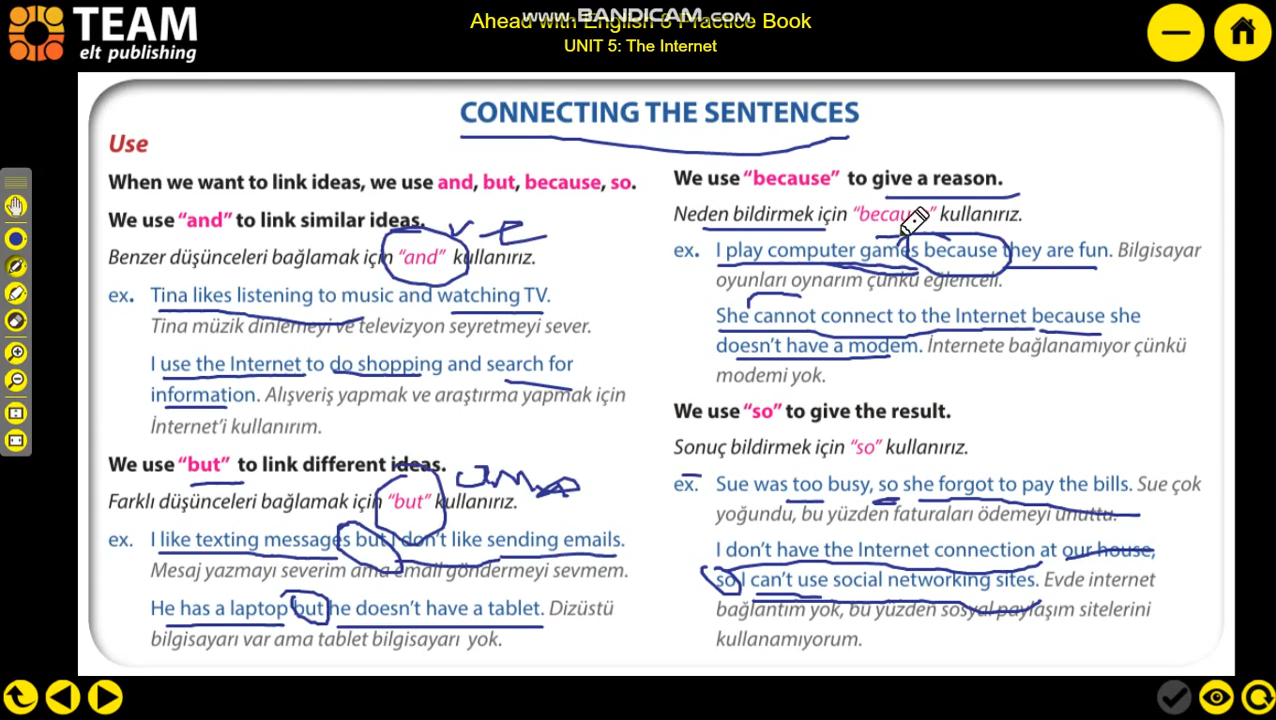 TEAM
elt publishing
www.BANDICAM.com
Ahead with English 8 Practice Book
UNIT 5: The Internet
CONNECTING THE SENTENCES
Use
When we want to link ideas, we use and, but, because, so.
We use "and" to link similar ideas.
ve
Benzer düşünceleri bağlamak için "and" kullanırız.
ex. Tina likes listening to music and watching TV.
Tina müzik dinlemeyi ve televizyon seyretmeyi sever.
I use the Internet to do shopping and search for
information. Alışveriş yapmak ve araştırma yapmak için
İnternet'i kullanırım.
We use "but" to link different ideas.
ama
Farklı düşünceleri bağlamak için "but" kullanırız.
ex. I like texting messages but I don't like sending emails.
Mesaj yazmayı severim ama email göndermeyi sevmem.
He has a laptop but he doesn't have a tablet. Dizüstü
bilgisayarı var ama tablet bilgisayarı yok.
We use "because" to give a reason.
Neden bildirmek için "because" kullanırız.
ex. I play computer games because they are fun. Bilgisayar
oyunları oynarım çünkü eğlenceli.
She cannot connect to the Internet because she
doesn't have a modem. İnternete bağlanamıyor çünkü
modemi yok.
We use "so" to give the result.
Sonuç bildirmek için "so" kullanırız.
ex. Sue was too busy, so she forgot to pay the bills. Sue çok
yoğundu, bu yüzden faturaları ödemeyi unuttu.
I don't have the Internet connection at our house,
so I can't use social networking sites. Evde internet
bağlantım yok, bu yüzden sosyal paylaşım sitelerini
kullanamıyorum.